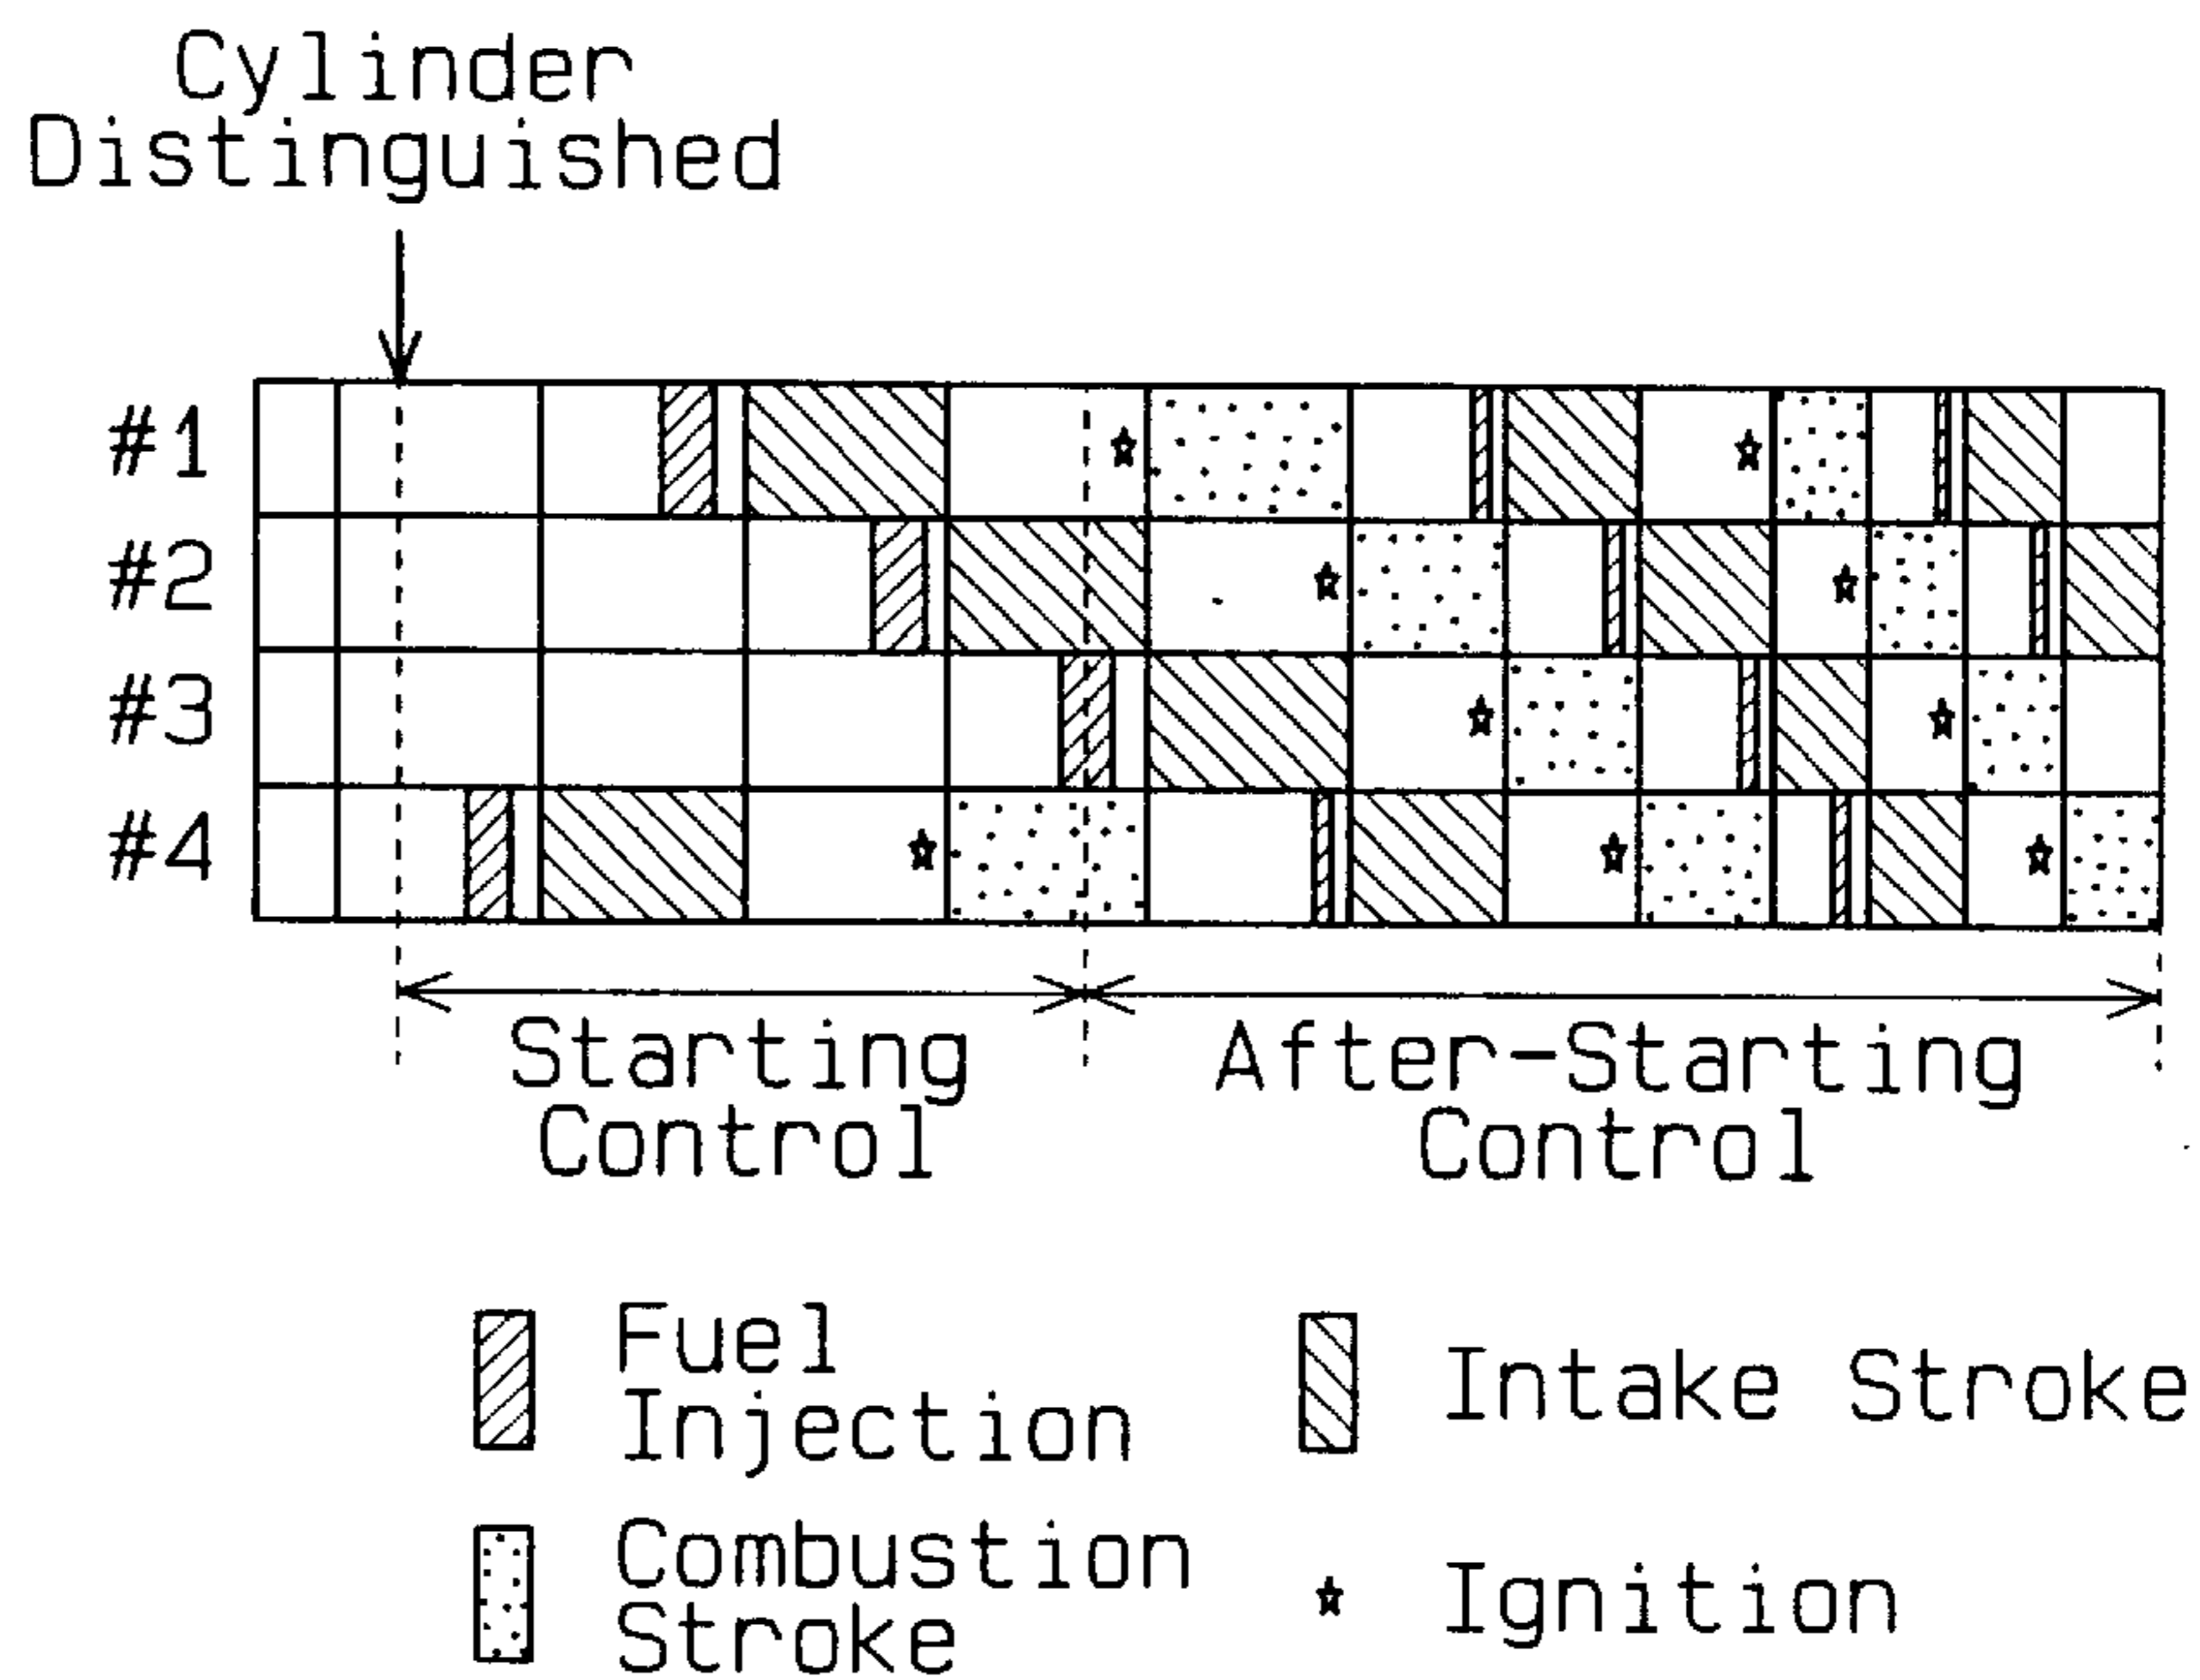 Cylinder
Distinguished
#1
#2
#3
#4
Starting
Control
After-Starting
Control
Fuel
Injection
Intake Stroke
Combustion
Stroke
Ignition